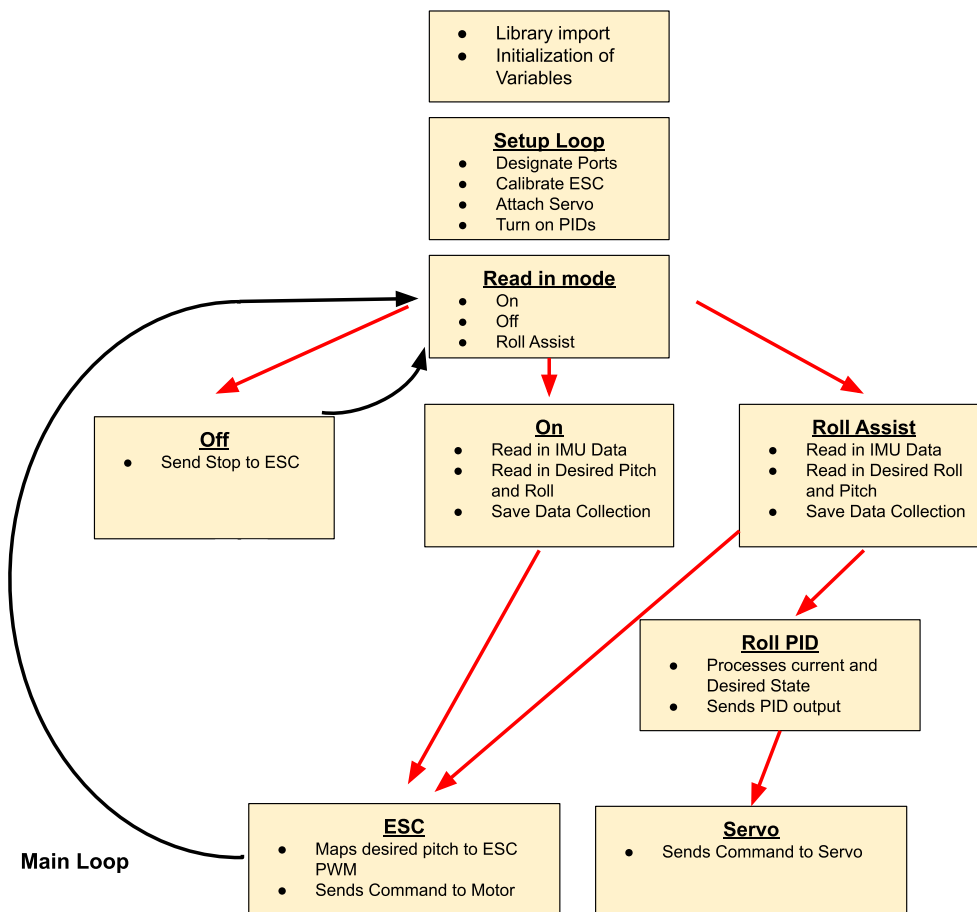 ● Library import
● Initialization of
Variables
Setup Loop
● Designate Ports
● Calibrate ESC
● Attach Servo
● Turn on PIDs
Read in mode
● On
● Off
● Roll Assist
Off
● Send Stop to ESC
On
● Read in IMU Data
● Read in Desired Pitch
and Roll
● Save Data Collection
Roll Assist
● Read in IMU Data
● Read in Desired Roll
and Pitch
● Save Data Collection
Roll PID
● Processes current and
Desired State
● Sends PID output
ESC
● Maps desired pitch to ESC
PWM
● Sends Command to Motor
Servo
● Sends Command to Servo
Main Loop